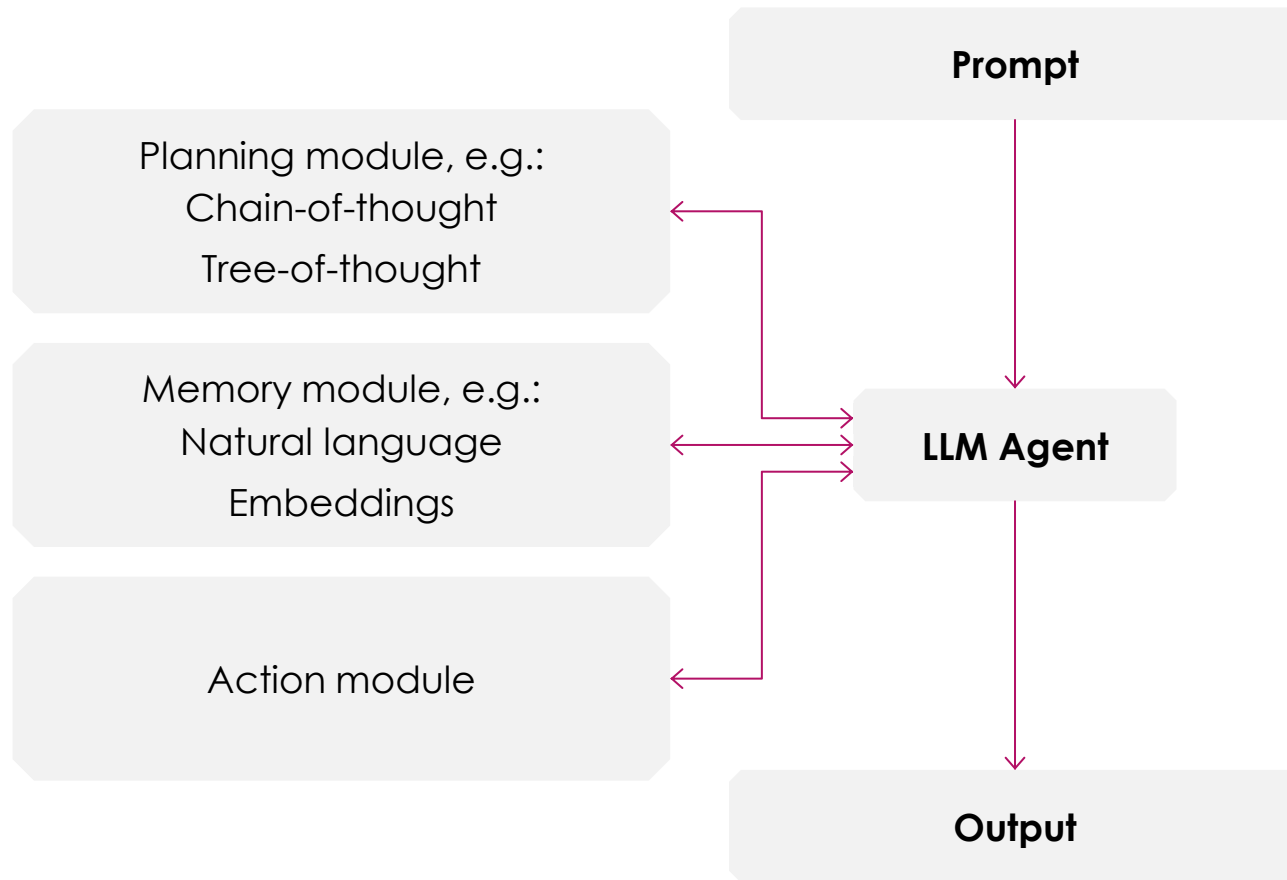 Prompt
Planning module, e.g.:
Chain-of-thought
Tree-of-thought
Memory module, e.g.:
Natural language
Embeddings
LLM Agent
Action module
Output